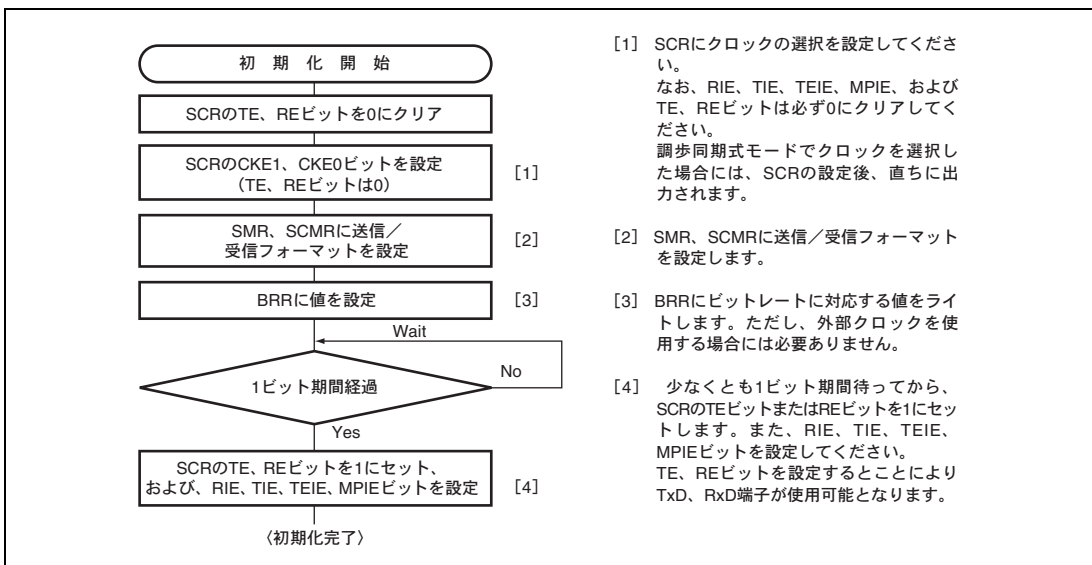 初期化開始
SCRのTE、REビットを0にクリア
SCRのCKE1、CKE0ビットを設定
（TE、REビットは0）
[1]
SMR、SCMRに送信／
受信フォーマットを設定
[2]
BRRに値を設定
[3]
Wait
1ビット期間経過
No
Yes
SCRのTE、REビットを1にセット、
および、RIE、TIE、TEIE、MPIEビットを設定
[4]
〈初期化完了〉
[1] SCRにクロックの選択を設定してくださ
い。
なお、RIE、TIE、TEIE、MPIE、および
TE、REビットは必ず0にクリアしてく
ださい。
調歩同期式モードでクロックを選択し
た場合には、SCRの設定後、直ちに出
力されます。
[2] SMR、SCMRに送信／受信フォーマット
を設定します。
[3] BRRにビットレートに対応する値をライ
トします。ただし、外部クロックを使
用する場合には必要ありません。
[4] 少なくとも1ビット期間待ってから、
SCRのTEビットまたはREビットを1にセッ
トします。また、RIE、TIE、TEIE、
MPIEビットを設定してください。
TE、REビットを設定するとことにより
TxD、RxD端子が使用可能となります。